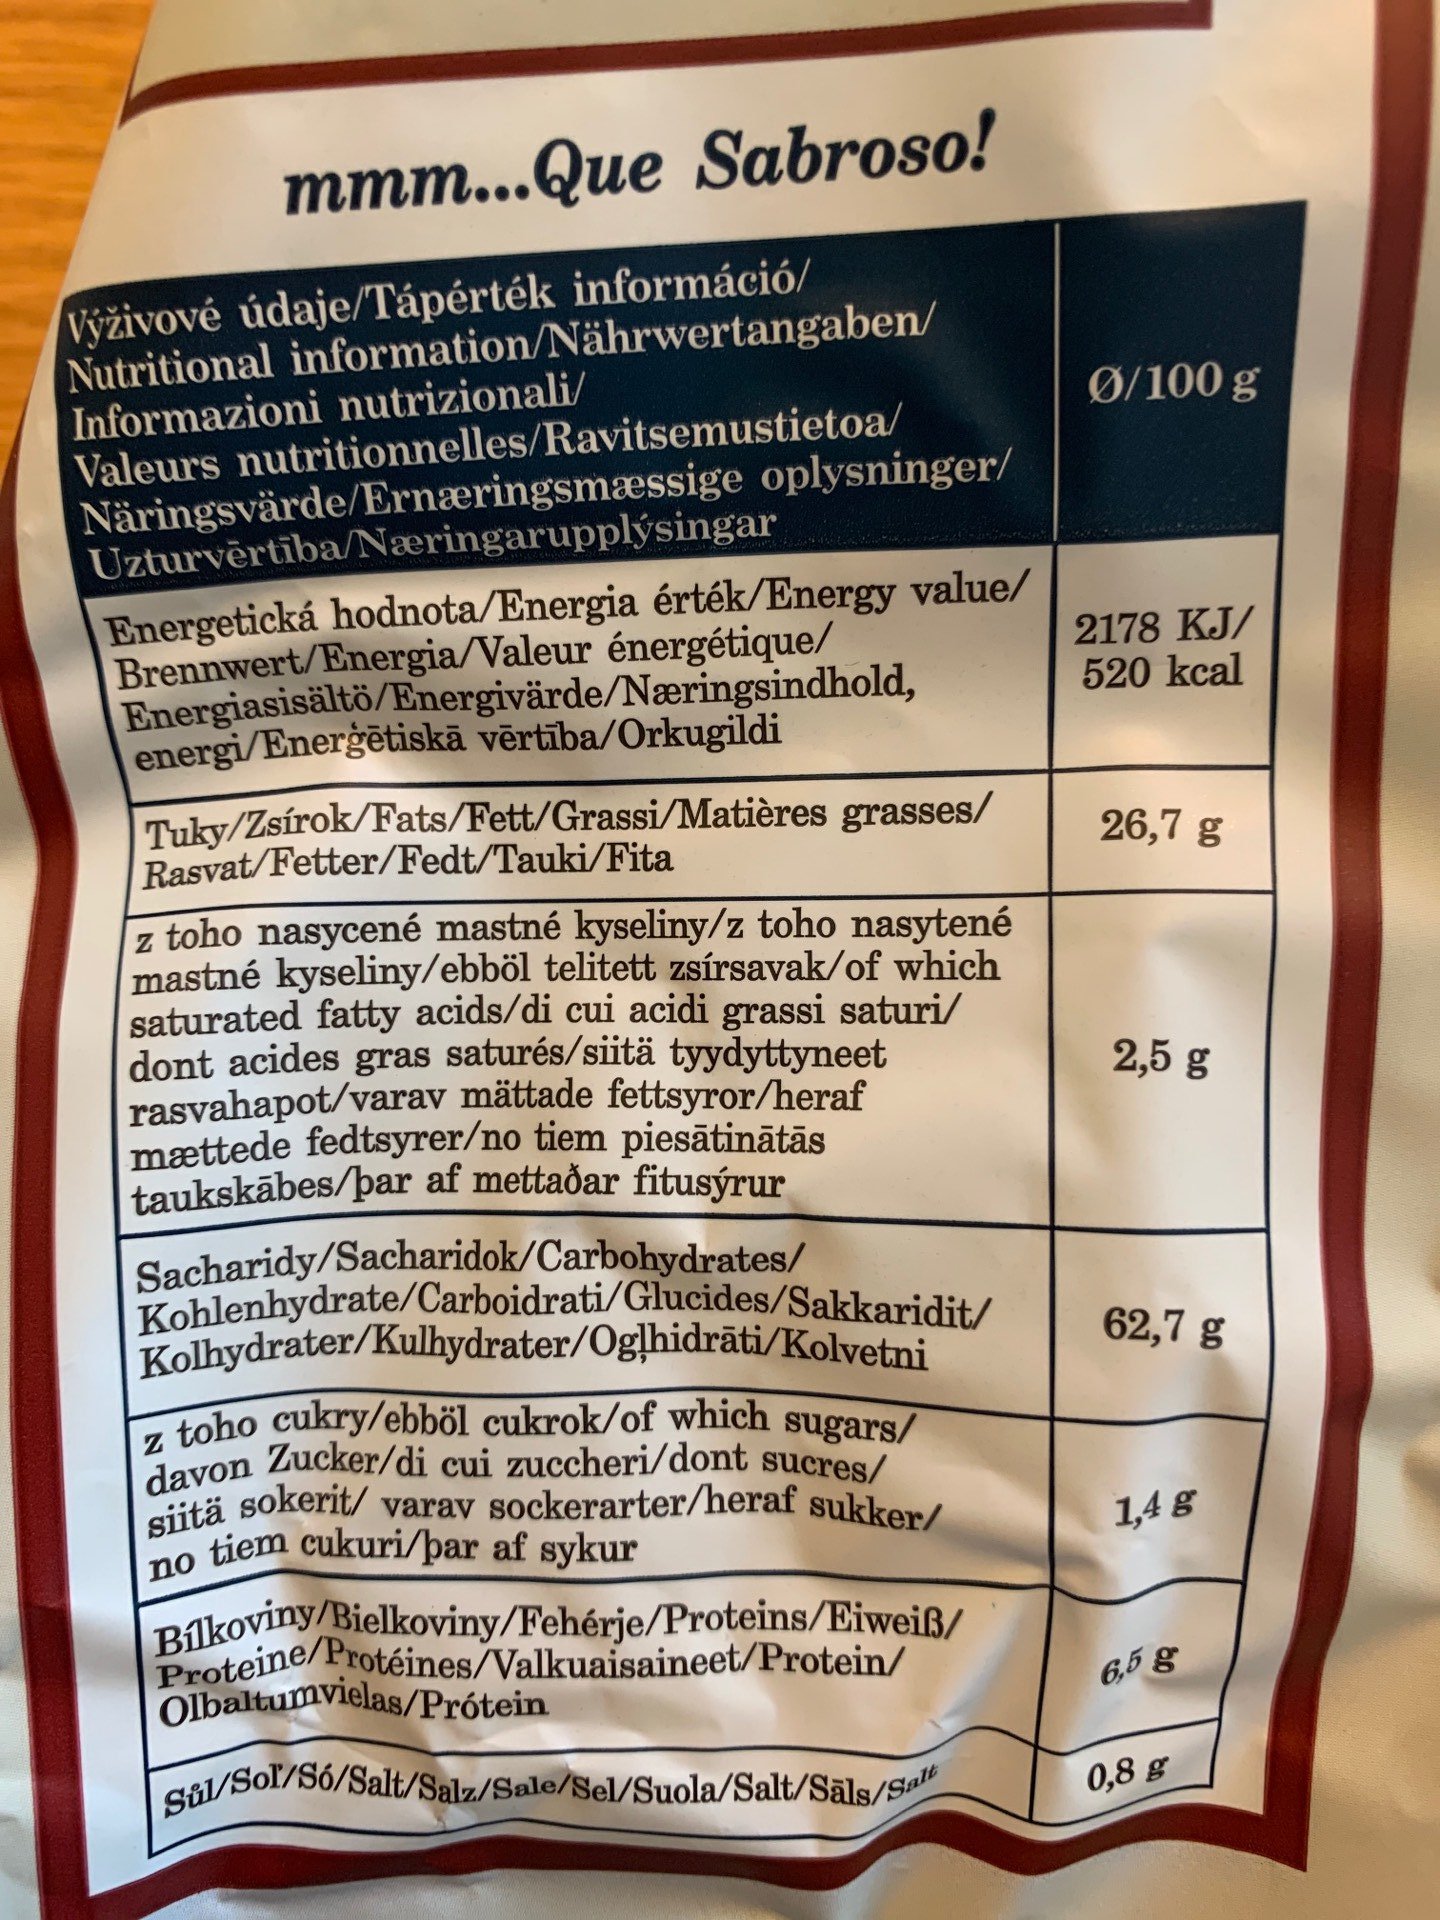 mmm...Que Sabroso!
Výživové údaje/Tápérték információ/
Nutritional information/Nährwertangaben/
Informazioni nutrizionali/
Valeurs nutritionnelles/Ravitsemustietoa/
Näringsvärde/Ernæringsmæssige oplysninger/
Uzturvērtība/Næringarupplýsingar
Ø/100 g
Energetická hodnota/Energia érték/Energy value/
Brennwert/Energia/Valeur énergétique/
Energiasisältö/Energivärde/Næringsindhold,
energi/Enerģētiskā vērtība/Orkugildi
2178 KJ/
520 kcal
Tuky/Zsírok/Fats/Fett/Grassi/Matières grasses/
Rasvat/Fetter/Fedt/Tauki/Fita
26,7 g
z toho nasycené mastné kyseliny/z toho nasytené
mastné kyseliny/ebböl telitett zsírsavak/of which
saturated fatty acids/di cui acidi grassi saturi/
dont acides gras saturés/siitä tyydyttyneet
rasvahapot/varav mättade fettsyror/heraf
mættede fedtsyrer/no tiem piesātinātās
taukskābes/þar af mettaðar fitusýrur
2,5 g
Sacharidy/Sacharidok/Carbohydrates/
Kohlenhydrate/Carboidrati/Glucides/Sakkaridit/
Kolhydrater/Kulhydrater/Ogļhidrāti/Kolvetni
62,7 g
z toho cukry/ebböl cukrok/of which sugars/
davon Zucker/di cui zuccheri/dont sucres/
siitä sokerit/ varav sockerarter/heraf sukker/
no tiem cukuri/þar af sykur
1,4 g
Bílkoviny/Bielkoviny/Fehérje/Proteins/Eiweiß/
Proteine/Protéines/Valkuaisaineet/Protein/
Olbaltumvielas/Prótein
6,5 g
Sůl/Soľ/Só/Salt/Salz/Sale/Sel/Suola/Salt/Sāls/Salt
0,8 g